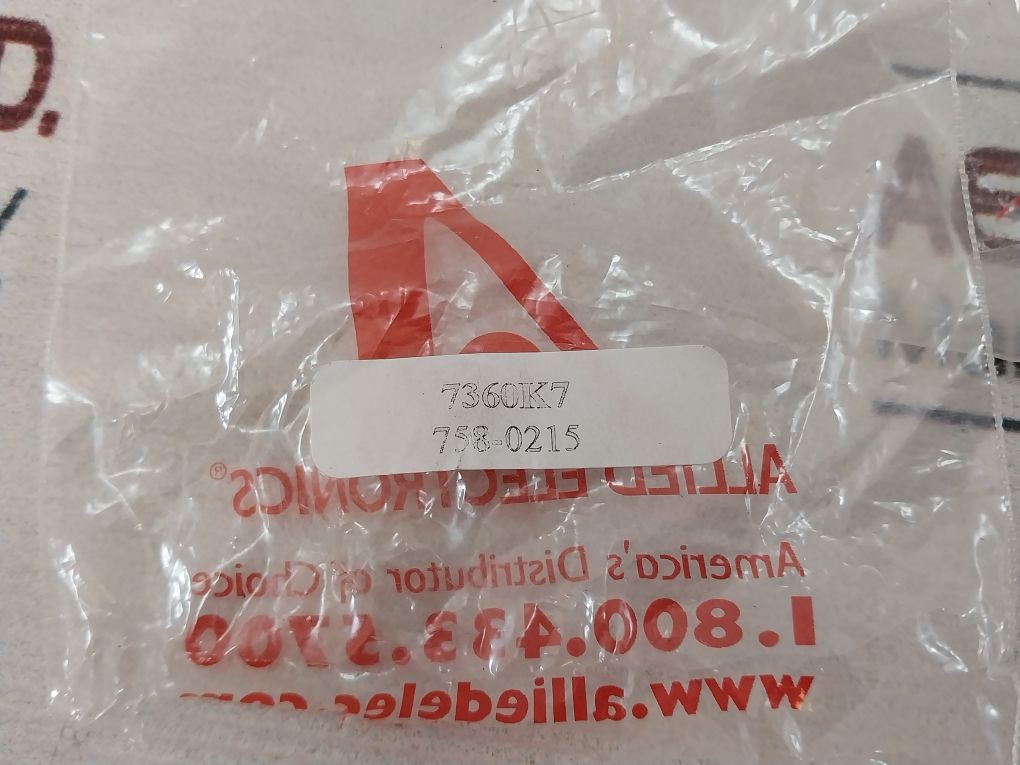 D.
7360K7
758-0215
ALLIED ELECTRONICS®
America's Distributor of Choice
1.800.433.5700
www.alliedelec.com